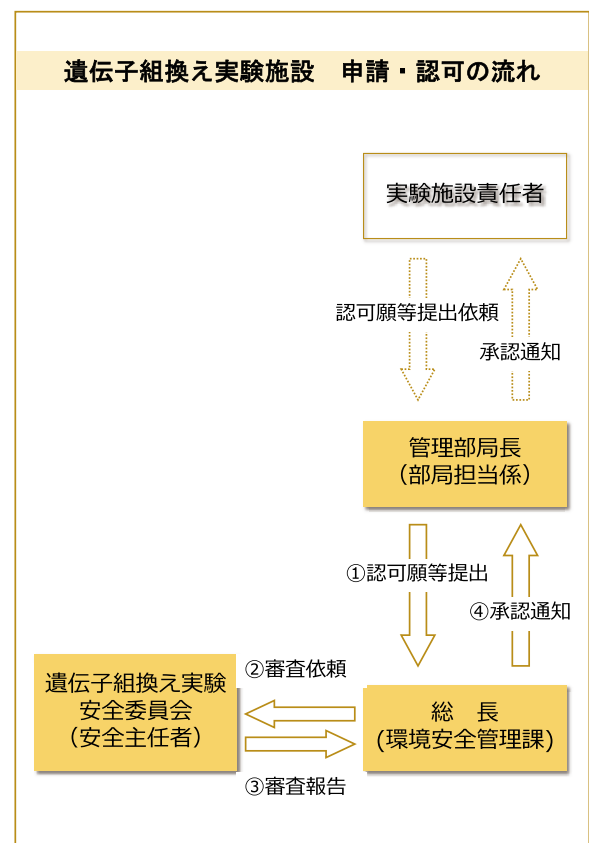 遺伝子組換え実験施設　申請・認可の流れ
実験施設責任者
認可願等提出依頼
承認通知
管理部局長
（部局担当係）
①認可願等提出
④承認通知
②審査依頼
遺伝子組換え実験
安全委員会
（安全主任者）
総　長
(環境安全管理課)
③審査報告